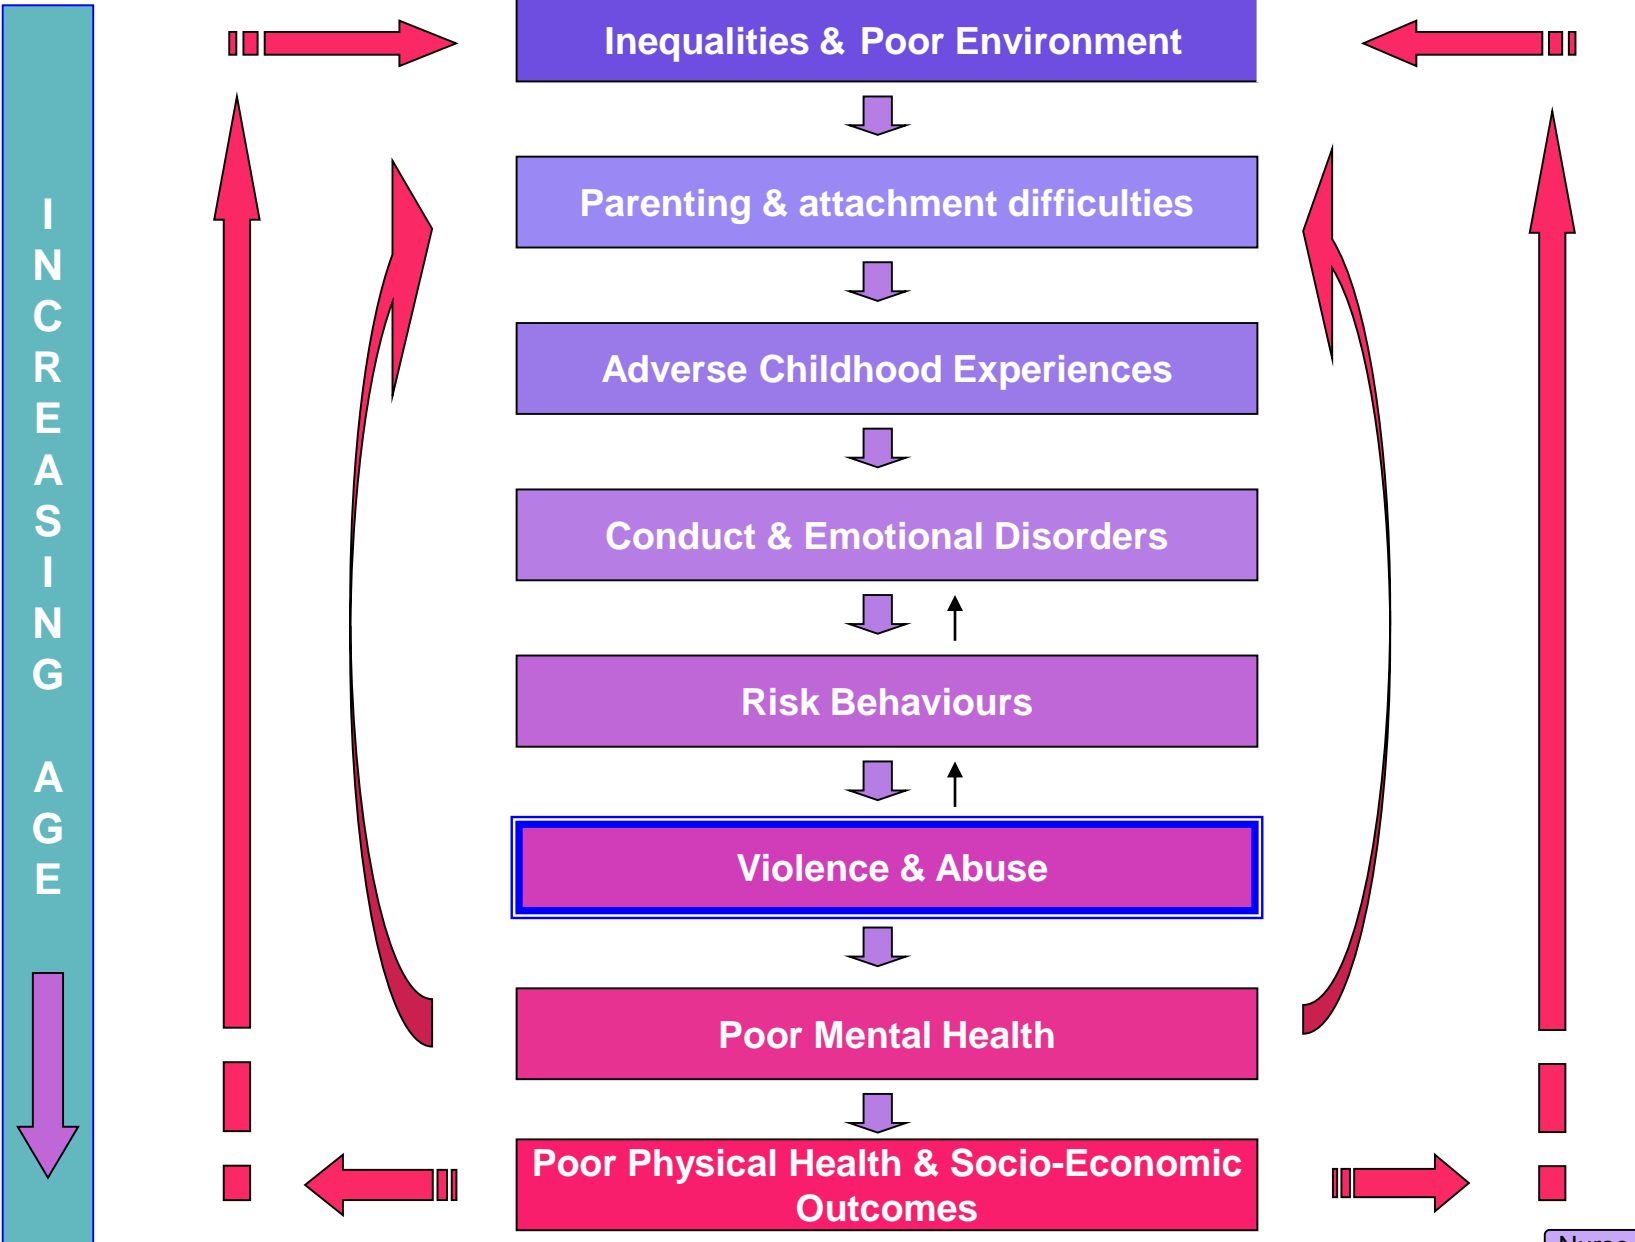 Inequalities & Poor Environment
Parenting & attachment difficulties
Adverse Childhood Experiences
Conduct & Emotional Disorders
Risk Behaviours
Violence & Abuse
Poor Mental Health
Poor Physical Health & Socio-Economic
Outcomes
INCREASING AGE